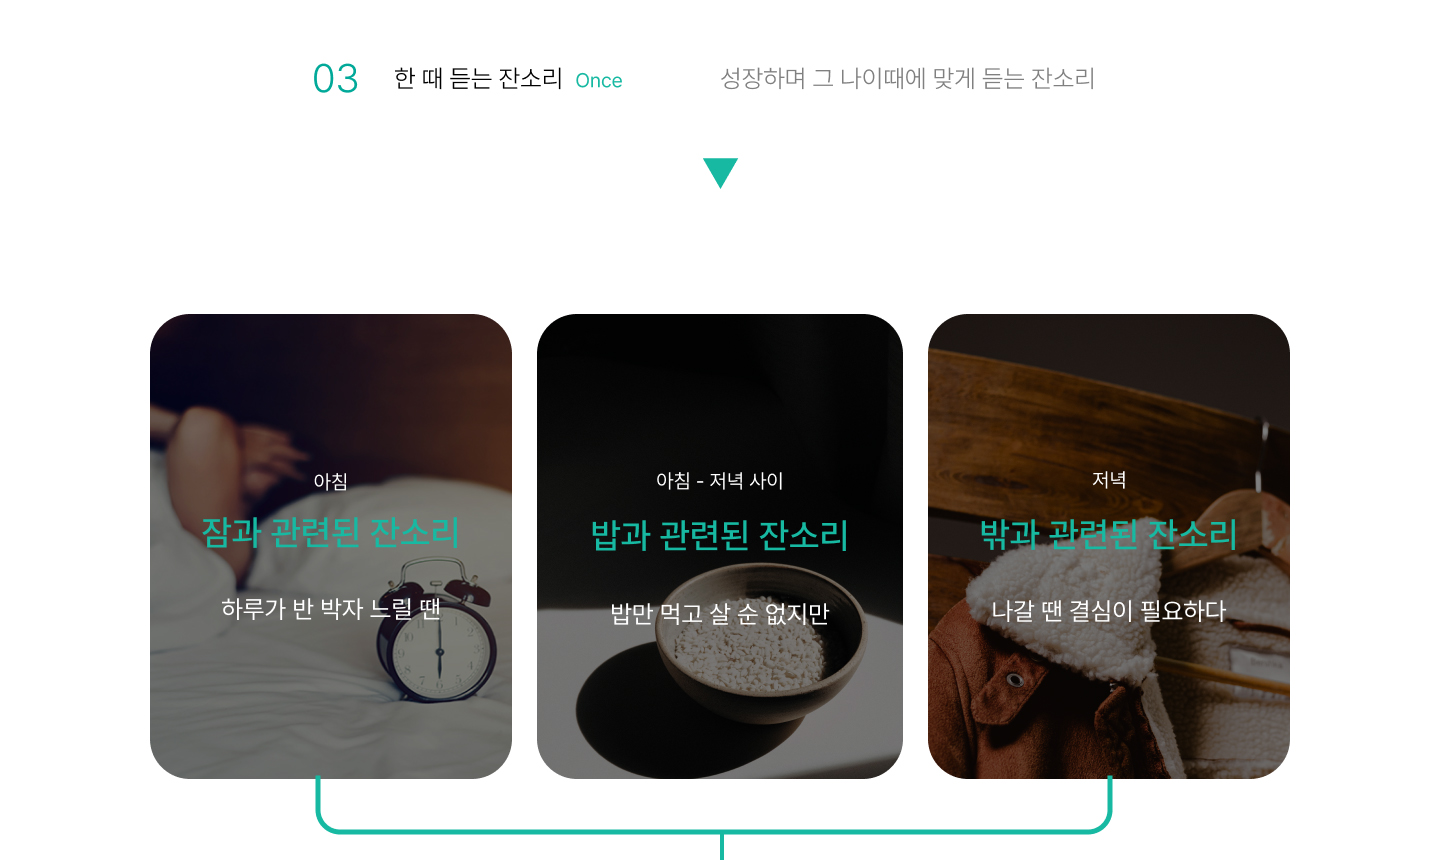 03 한 때 듣는 잔소리 Once 성장하며 그 나이때에 맞게 듣는 잔소리
아침
잠과 관련된 잔소리
하루가 반 박자 느릴 땐
아침 - 저녁 사이
밥과 관련된 잔소리
밥만 먹고 살 순 없지만
저녁
밖과 관련된 잔소리
나갈 땐 결심이 필요하다